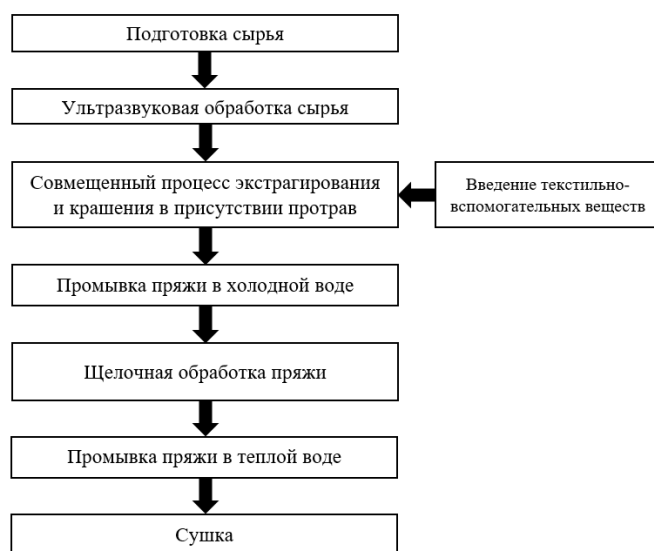 Подготовка сырья
Ультразвуковая обработка сырья
Совмещенный процесс экстрагирования
и крашения в присутствии протрав
Введение текстильно-
вспомогательных веществ
Промывка пряжи в холодной воде
Щелочная обработка пряжи
Промывка пряжи в теплой воде
Сушка